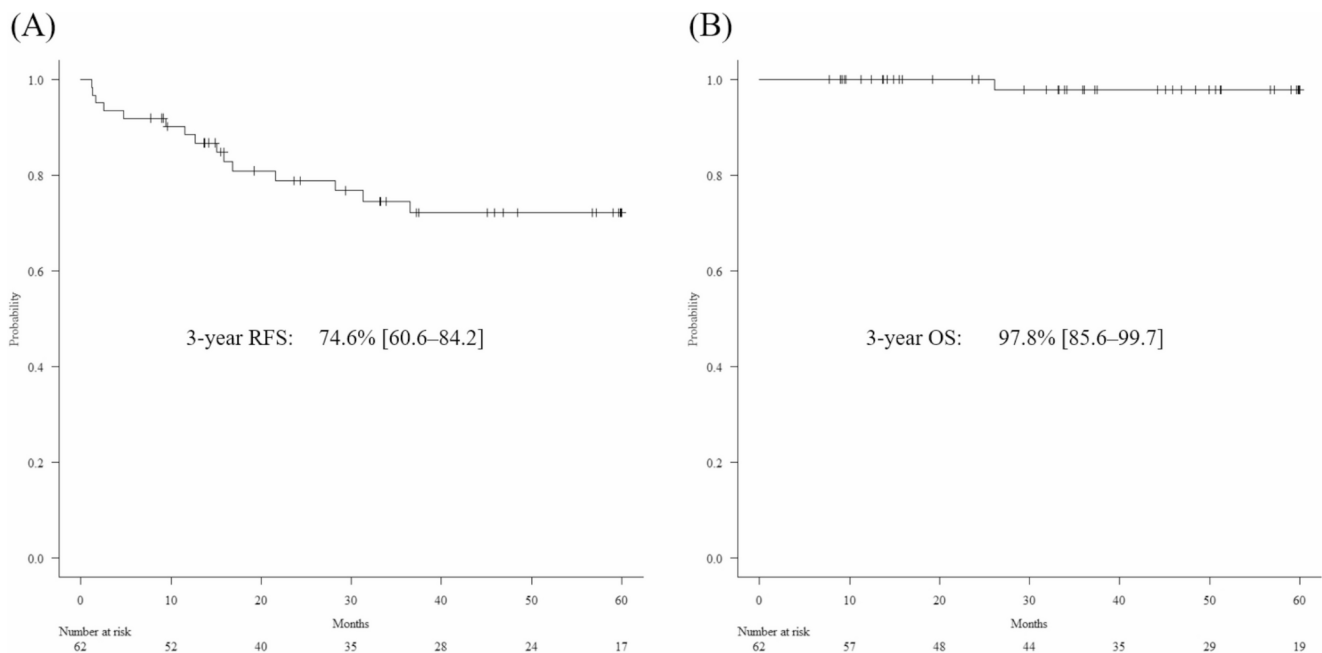 (A)
1.0
0.8
0.6
0.4
0.2
0.0
Probability
3-year RFS: 74.6% [60.6–84.2]
0 10 20 30 40 50 60
Months
Number at risk
62 52 40 35 28 24 17
(B)
1.0
0.8
0.6
0.4
0.2
0.0
Probability
3-year OS: 97.8% [85.6–99.7]
0 10 20 30 40 50 60
Months
Number at risk
62 57 48 44 35 29 19